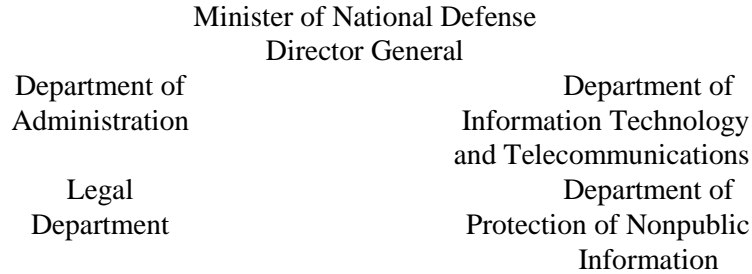 Minister of National Defense
Director General
Department of
Administration
Department of
Information Technology
and Telecommunications
Legal
Department
Department of
Protection of Nonpublic
Information